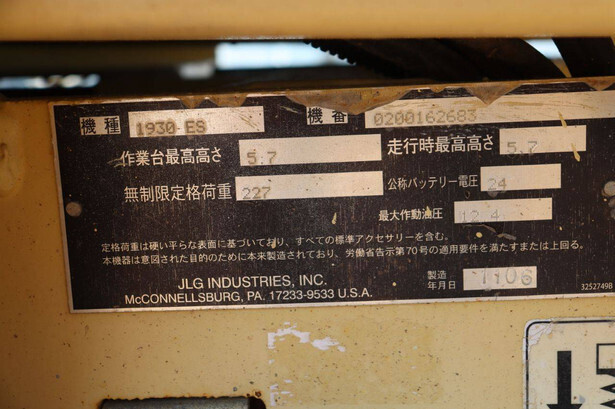 機種 1930-ES 機番 0200162683
作業台最高高さ 5.7 走行時最高高さ 5.7
無制限定格荷重 227 公称バッテリー電圧 24
最大作動油圧 12.4
定格荷重は硬い平らな表面に基づいており、すべての標準アクセサリーを含む。
本機器は意図された目的のために本来製造されており、労働省告示第70号の適用要件を満たすまたは上回る。
JLG INDUSTRIES, INC.
McCONNELLSBURG, PA. 17233-9533 U.S.A.
製造年月日 1106
3252749B